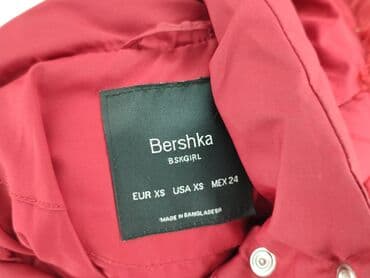 Bershka
BSKGIRL
EUR XS USA XS MEX 24
MADE IN BANGLADESH